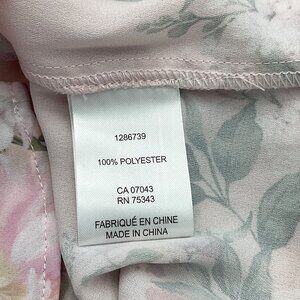 1286739
100% POLYESTER
CA 07043
RN 75343
FABRIQUÉ EN CHINE
MADE IN CHINA